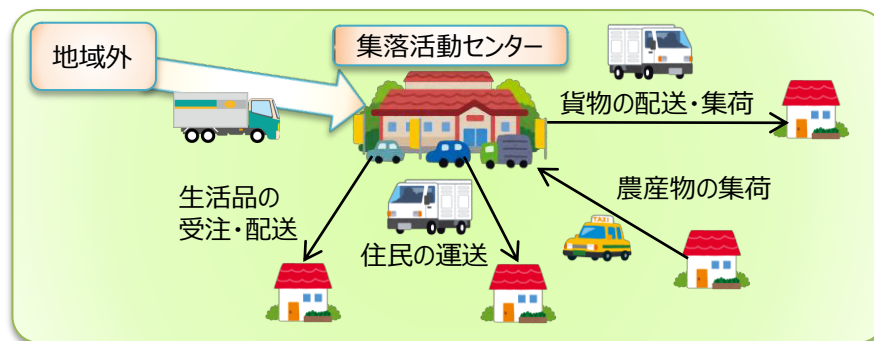 地域外
集落活動センター
貨物の配送・集荷
生活品の
受注・配送
住民の運送
農産物の集荷
TAXI